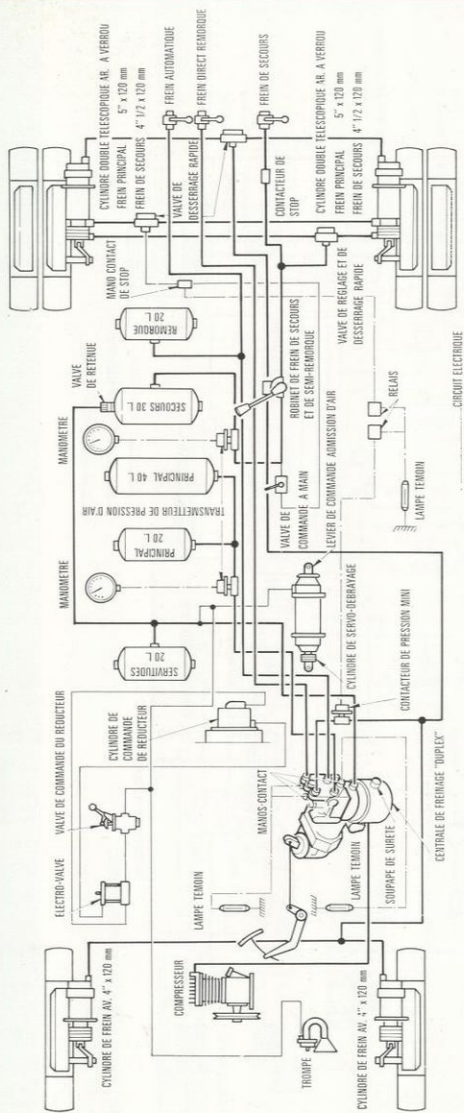 CYLINDRE DOUBLE TELESCOPIQUE AR. A VERROU
FREIN PRINCIPAL 5" x 120 mm
FREIN DE SECOURS 4" 1/2 x 120 mm
VALVE DE
DESSERRAGE RAPIDE
FREIN AUTOMATIQUE
FREIN DIRECT REMORQUE
FREIN DE SECOURS
CONTACTEUR DE
STOP
CYLINDRE DOUBLE TELESCOPIQUE AR. A VERROU
FREIN PRINCIPAL 5" x 120 mm
FREIN DE SECOURS 4" 1/2 x 120 mm
MANO CONTACT
DE STOP
VALVE DE REGLAGE ET DE
DESSERRAGE RAPIDE
REMORQUE
20 L.
VALVE
DE RETENUE
SECOURS 30 L.
MANOMETRE
PRINCIPAL 40 L.
TRANSMETTEUR DE PRESSION D'AIR
PRINCIPAL
20 L.
MANOMETRE
SERVITUDES
20 L.
ROBINET DE FREIN DE SECOURS
ET DE SEMI-REMORQUE
VALVE DE
COMMANDE A MAIN
LEVIER DE COMMANDE ADMISSION D'AIR
RELAIS
LAMPE TEMOIN
CIRCUIT ELECTRIQUE
CYLINDRE DE SERVO-DEBRAYAGE
CONTACTEUR DE PRESSION MINI
VALVE DE COMMANDE DU REDUCTEUR
CYLINDRE DE
COMMANDE
DE REDUCTEUR
ELECTRO-VALVE
MANOS-CONTACT
LAMPE TEMOIN
LAMPE TEMOIN
SOUPAPE DE SURETE
CENTRALE DE FREINAGE "DUPLEX"
CYLINDRE DE FREIN AV. 4" x 120 mm
COMPRESSEUR
TROMPE
CYLINDRE DE FREIN AV. 4" x 120 mm